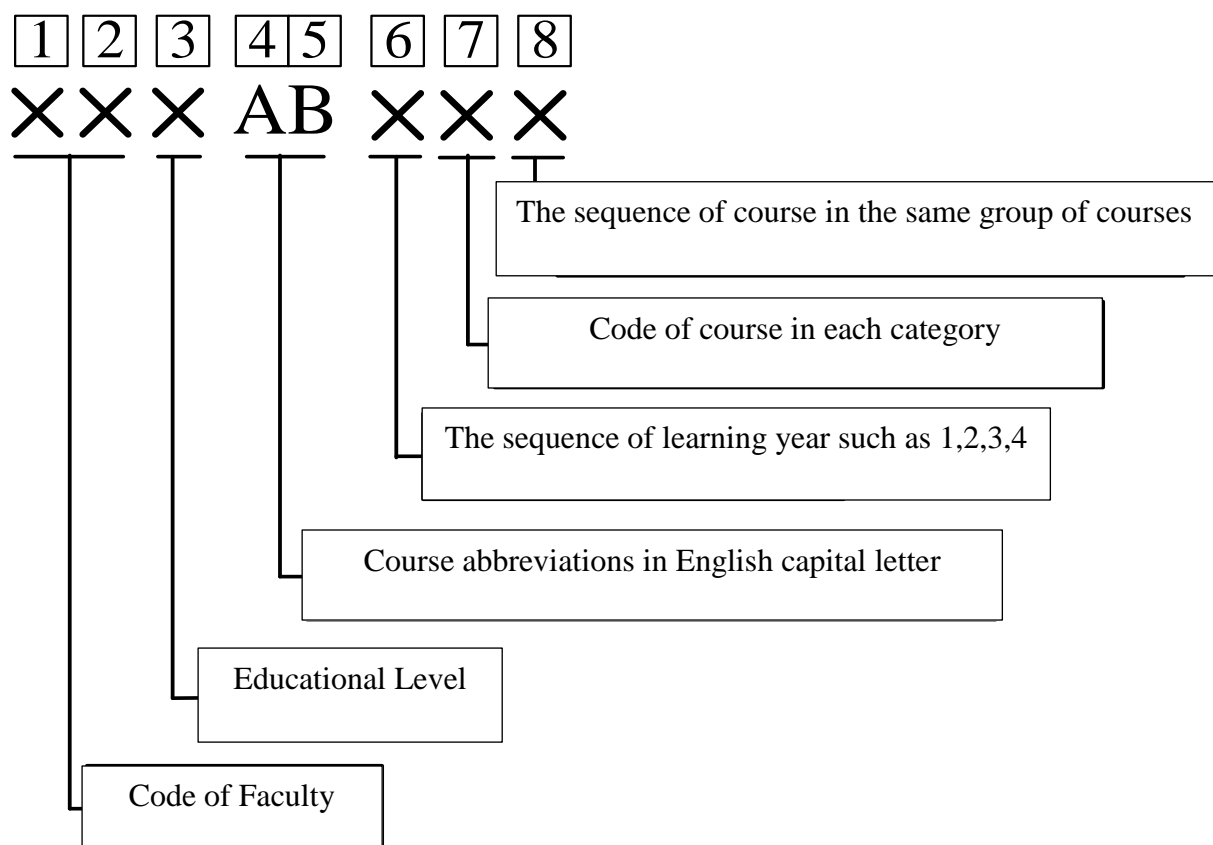 1 2 3 4 5 6 7 8
X X X AB X X X
The sequence of course in the same group of courses
Code of course in each category
The sequence of learning year such as 1,2,3,4
Course abbreviations in English capital letter
Educational Level
Code of Faculty